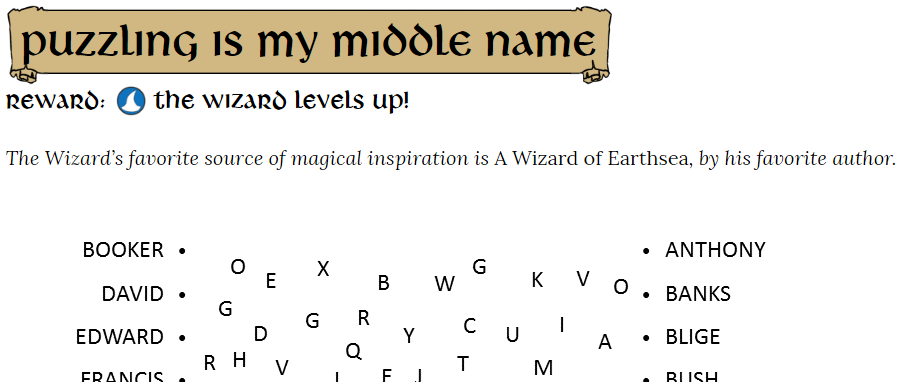 puzzling is my middle name
reward: the wizard levels up!
The Wizard's favorite source of magical inspiration is A Wizard of Earthsea, by his favorite author.
BOOKER • O E X B W G K V O • ANTHONY
DAVID • G D G R Y C U I A • BANKS
EDWARD • R H V Q T M • BLIGE
FRANCIS • J • BUSH